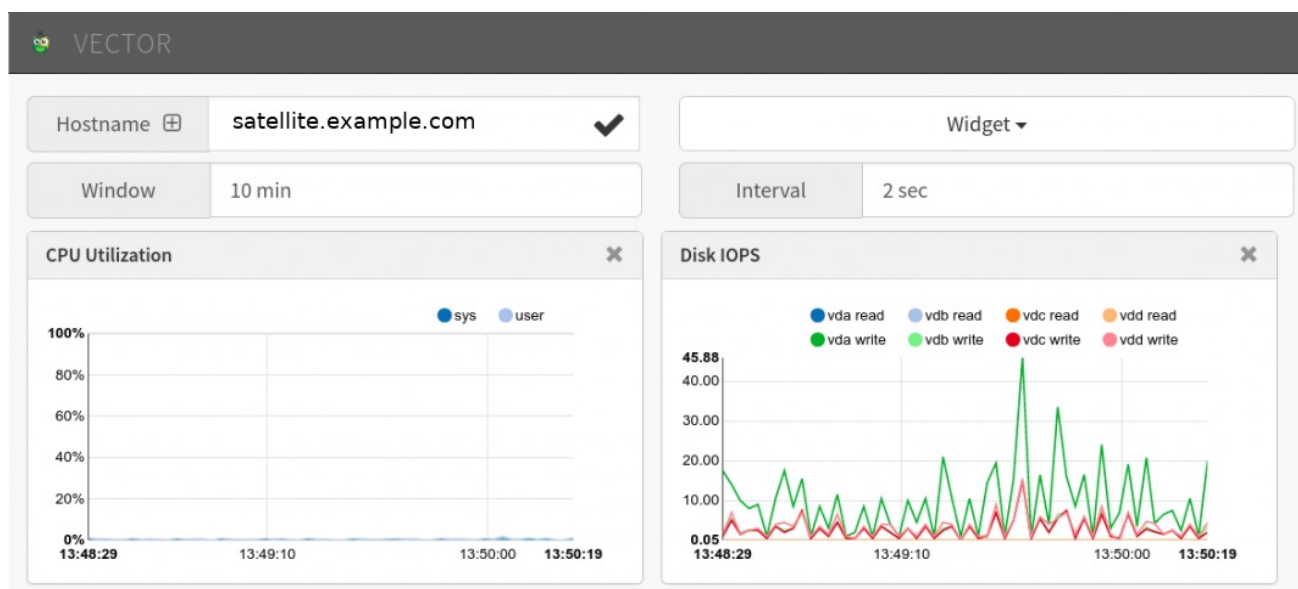 VECTOR
Hostname satellite.example.com
Widget
Window 10 min
Interval 2 sec
CPU Utilization
sys user
100%
80%
60%
40%
20%
0%
13:48:29 13:49:10 13:50:00 13:50:19
Disk IOPS
vda read vdb read vdc read vdd read
vda write vdb write vdc write vdd write
45.88
40.00
30.00
20.00
10.00
0.05
13:48:29 13:49:10 13:50:00 13:50:19